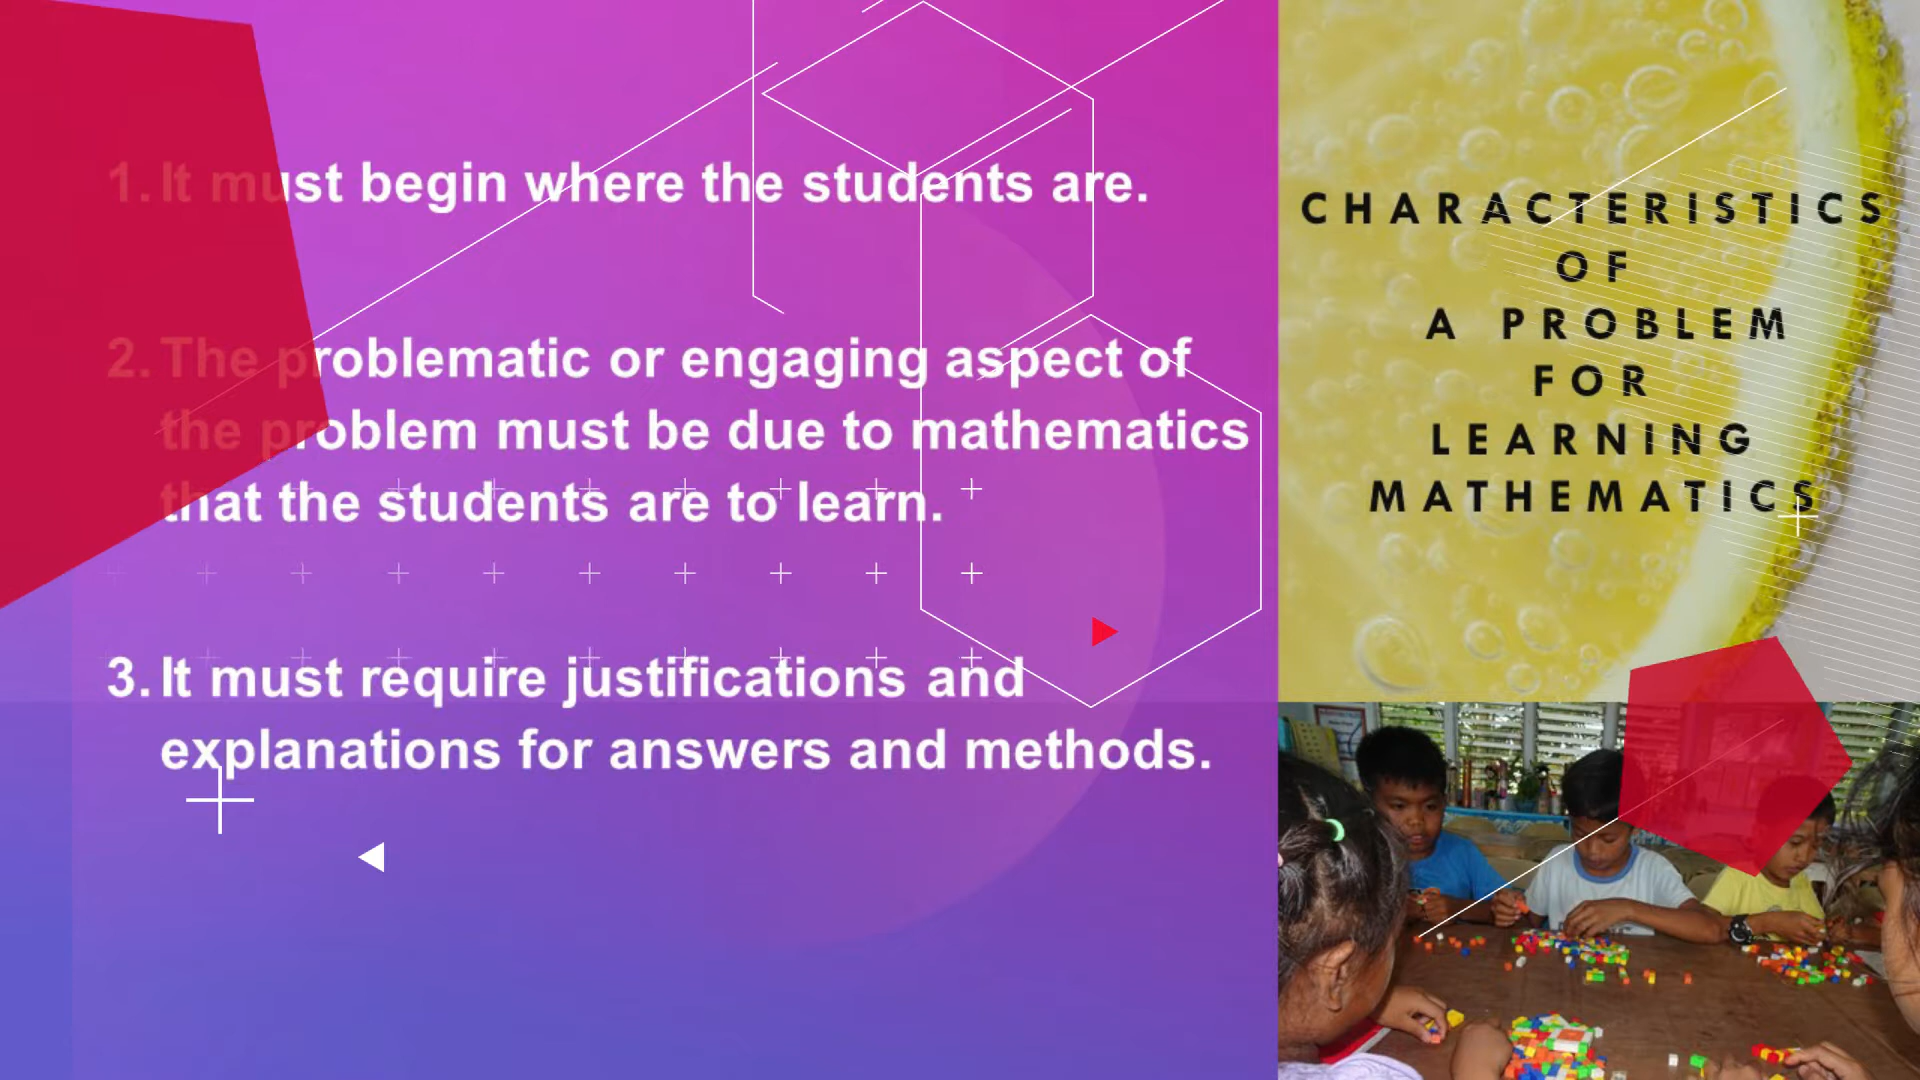 1. It must begin where the students are.
2. The problematic or engaging aspect of
the problem must be due to mathematics
that the students are to learn.
3. It must require justifications and
explanations for answers and methods.
CHARACTERISTICS
OF
A PROBLEM
FOR
LEARNING
MATHEMATICS